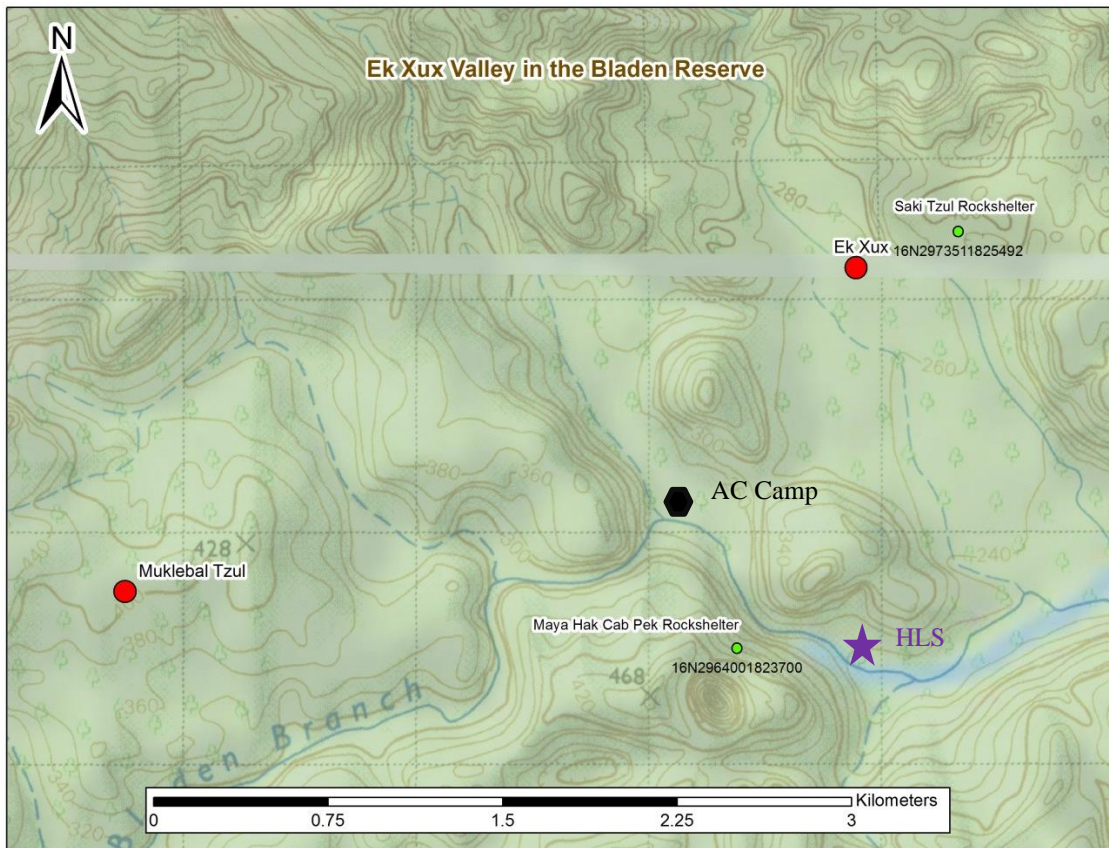 N
Ek Xux Valley in the Bladen Reserve
300
280
Saki Tzul Rockshelter
Ek Xux
16N2973511825492
260
300
380
360
AC Camp
428
300
340
240
Muklebal Tzul
380
Maya Hak Cab Pek Rockshelter
HLS
16N2964001823700
468
360
Branch
320
Kilometers
0 0.75 1.5 2.25 3